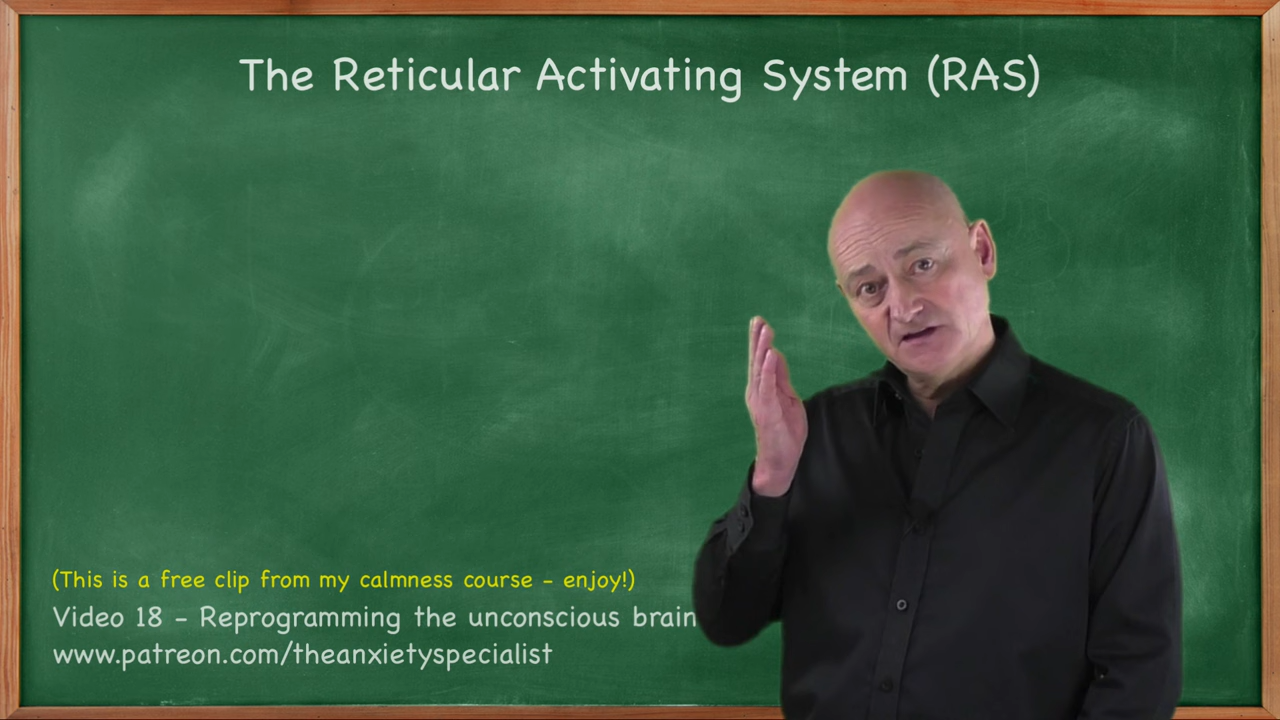 The Reticular Activating System (RAS)
(This is a free clip from my calmness course - enjoy!)
Video 18 - Reprogramming the unconscious brain
www.patreon.com/theanxietyspecialist